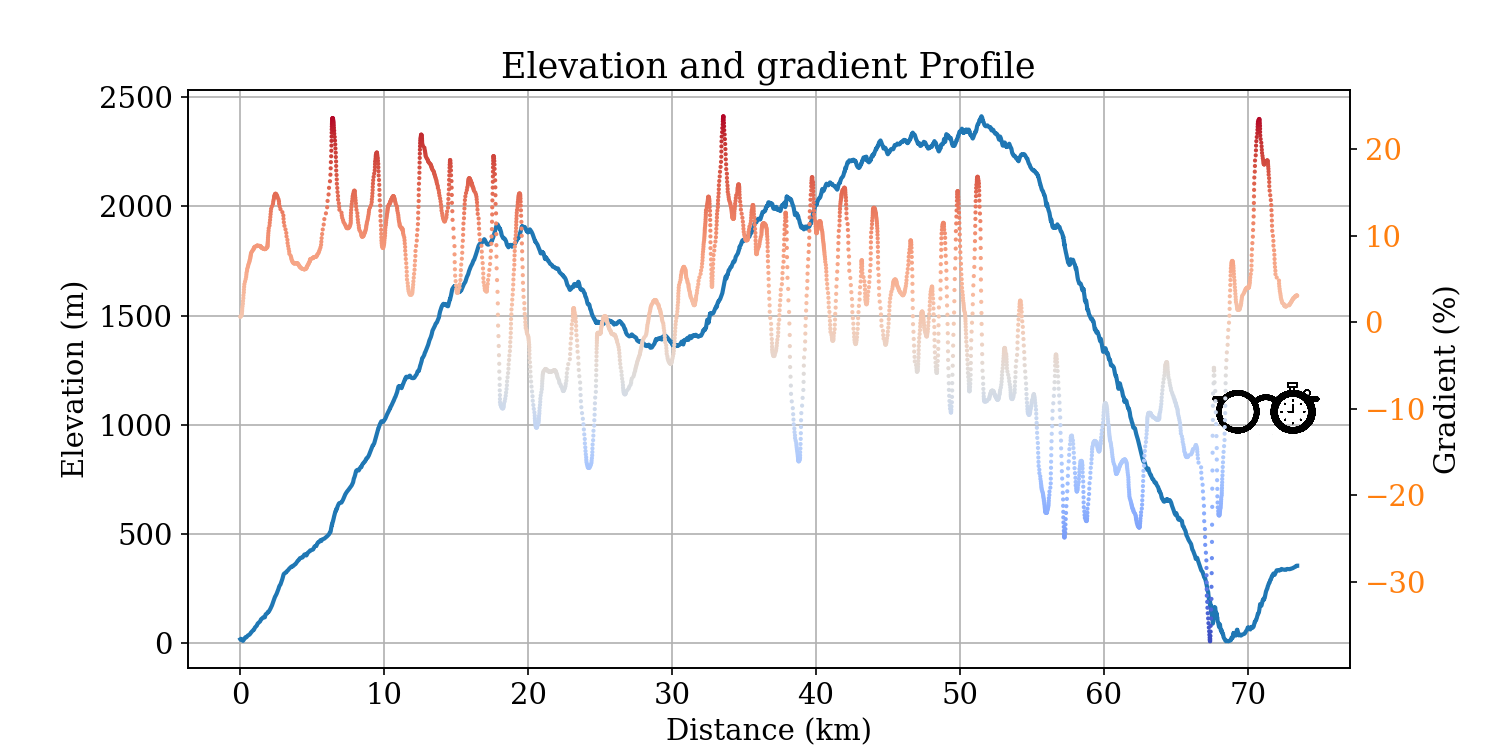 Elevation and gradient Profile
Elevation (m)
2500
2000
1500
1000
500
0
0 10 20 30 40 50 60 70
Distance (km)
20
10
0
−10
−20
−30
Gradient (%)